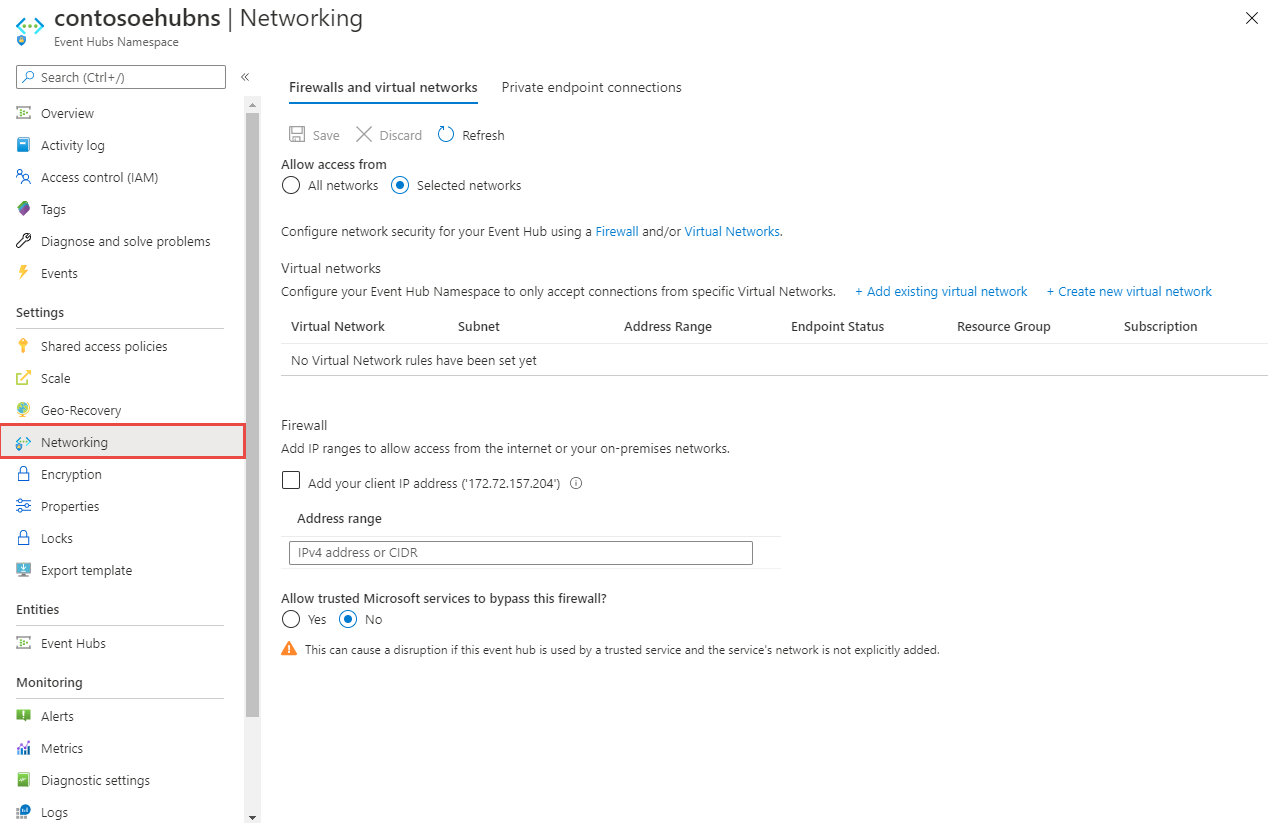 contosoehubns | Networking
Event Hubs Namespace
Search (Ctrl+/)
«
Overview
Activity log
Access control (IAM)
Tags
Diagnose and solve problems
Events
Settings
Shared access policies
Scale
Geo-Recovery
Networking
Encryption
Properties
Locks
Export template
Entities
Event Hubs
Monitoring
Alerts
Metrics
Diagnostic settings
Logs
Firewalls and virtual networks Private endpoint connections
Save Discard Refresh
Allow access from
All networks Selected networks
Configure network security for your Event Hub using a Firewall and/or Virtual Networks.
Virtual networks
Configure your Event Hub Namespace to only accept connections from specific Virtual Networks. + Add existing virtual network + Create new virtual network
Virtual Network Subnet Address Range Endpoint Status Resource Group Subscription
No Virtual Network rules have been set yet
Firewall
Add IP ranges to allow access from the internet or your on-premises networks.
Add your client IP address ('172.72.157.204')
Address range
IPv4 address or CIDR
Allow trusted Microsoft services to bypass this firewall?
Yes No
This can cause a disruption if this event hub is used by a trusted service and the service's network is not explicitly added.